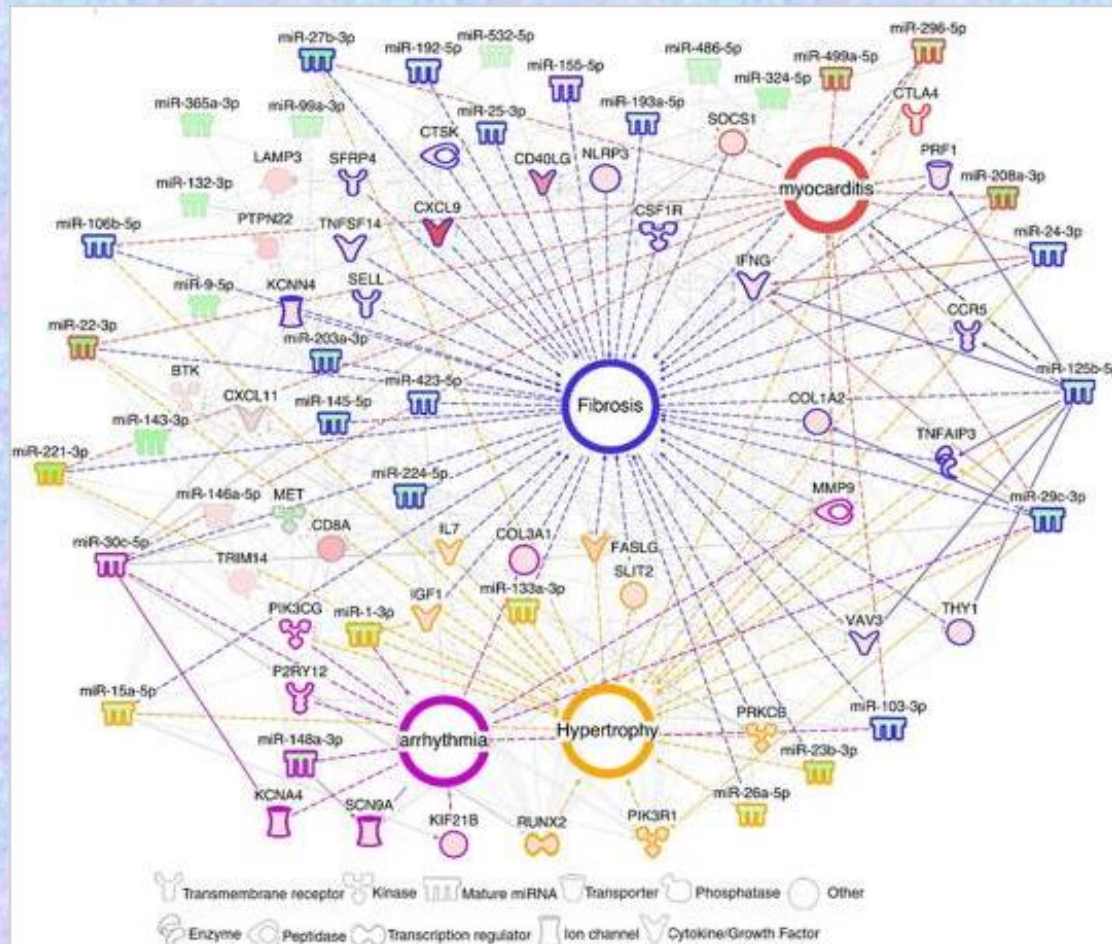 miR-27b-3p
miR-192-5p
miR-532-5p
miR-155-5p
miR-486-5p
miR-499a-5p
miR-296-5p
miR-324-5p
CTLA4
miR-365a-3p
miR-99a-3p
miR-25-3p
miR-193a-5p
SOCS1
CTSK
CD40LG
NLRP3
PRF1
LAMP3
SFRP4
myocarditis
miR-208a-3p
miR-132-3p
CXCL9
CSF1R
miR-106b-5p
PTPN22
TNFSF14
miR-24-3p
IFNG
miR-9-5p
KCNN4
SELL
CCR5
miR-22-3p
miR-203a-3p
miR-125b-5
BTK
miR-423-5p
Fibrosis
CXCL11
miR-145-5p
COL1A2
miR-143-3p
TNFAIP3
miR-221-3p
miR-224-5p
MMP9
miR-146a-5p
MET
miR-29c-3p
CD8A
IL7
COL3A1
FASLG
miR-30c-5p
TRIM14
SLIT2
IGF1
miR-133a-3p
PIK3CG
miR-1-3p
VAV3
THY1
P2RY12
miR-15a-5p
miR-103-3p
arrhythmia
Hypertrophy
PRKCB
miR-148a-3p
miR-23b-3p
KCNA4
SCN9A
KIF21B
RUNX2
PIK3R1
miR-26a-5p
Transmembrane receptor Kinase Mature miRNA Transporter Phosphatase Other
Enzyme Peptidase Transcription regulator Ion channel Cytokine/Growth Factor